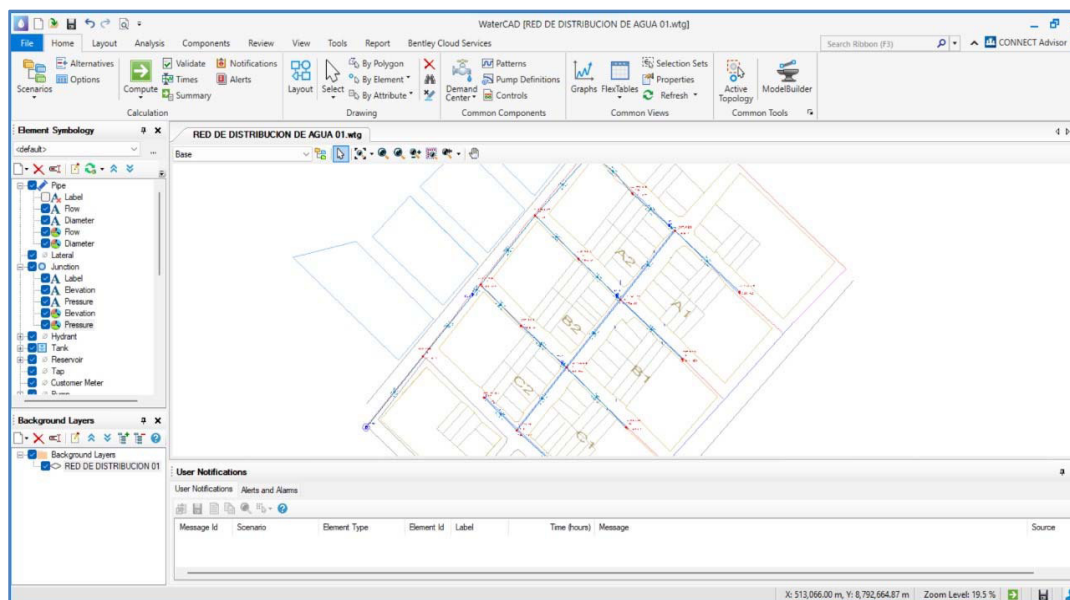 WaterCAD [RED DE DISTRIBUCION DE AGUA 01.wtg]
File Home Layout Analysis Components Review View Tools Report Bentley Cloud Services Search Ribbon (F3) CONNECT Advisor
Scenarios Alternatives Options Compute Validate Times Summary Notifications Alerts
Layout Select By Polygon By Element By Attribute
Demand Center Patterns Pump Definitions Controls
Graphs FlexTables Selection Sets Properties Refresh
Active Topology ModelBuilder
Calculation Drawing Common Components Common Views Common Tools
Element Symbology
<default>
Pipe
Label
Flow
Diameter
Flow
Diameter
Lateral
Junction
Label
Elevation
Pressure
Elevation
Pressure
Hydrant
Tank
Reservoir
Tap
Customer Meter
Background Layers
Background Layers
RED DE DISTRIBUCION 01
RED DE DISTRIBUCION DE AGUA 01.wtg
Base
A2
A1
B2
B1
C2
C1
User Notifications
User Notifications Alerts and Alarms
Message Id Scenario Element Type Element Id Label Time (hours) Message Source
X: 513,066.00 m, Y: 8,792,664.87 m Zoom Level: 19.5 %